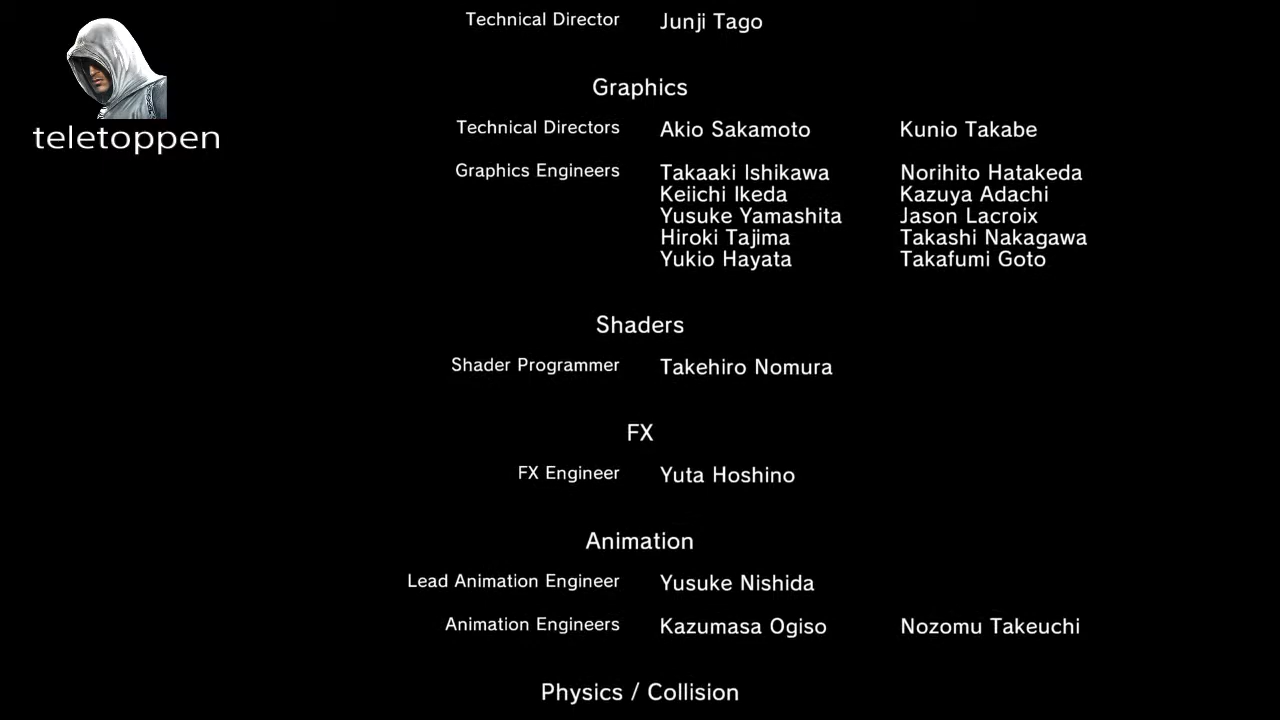 Technical Director Junji Tago
teletoppen
Graphics
Technical Directors Akio Sakamoto Kunio Takabe
Graphics Engineers Takaaki Ishikawa Norihito Hatakeda
Keiichi Ikeda Kazuya Adachi
Yusuke Yamashita Jason Lacroix
Hiroki Tajima Takashi Nakagawa
Yukio Hayata Takafumi Goto
Shaders
Shader Programmer Takehiro Nomura
FX
FX Engineer Yuta Hoshino
Animation
Lead Animation Engineer Yusuke Nishida
Animation Engineers Kazumasa Ogiso Nozomu Takeuchi
Physics / Collision